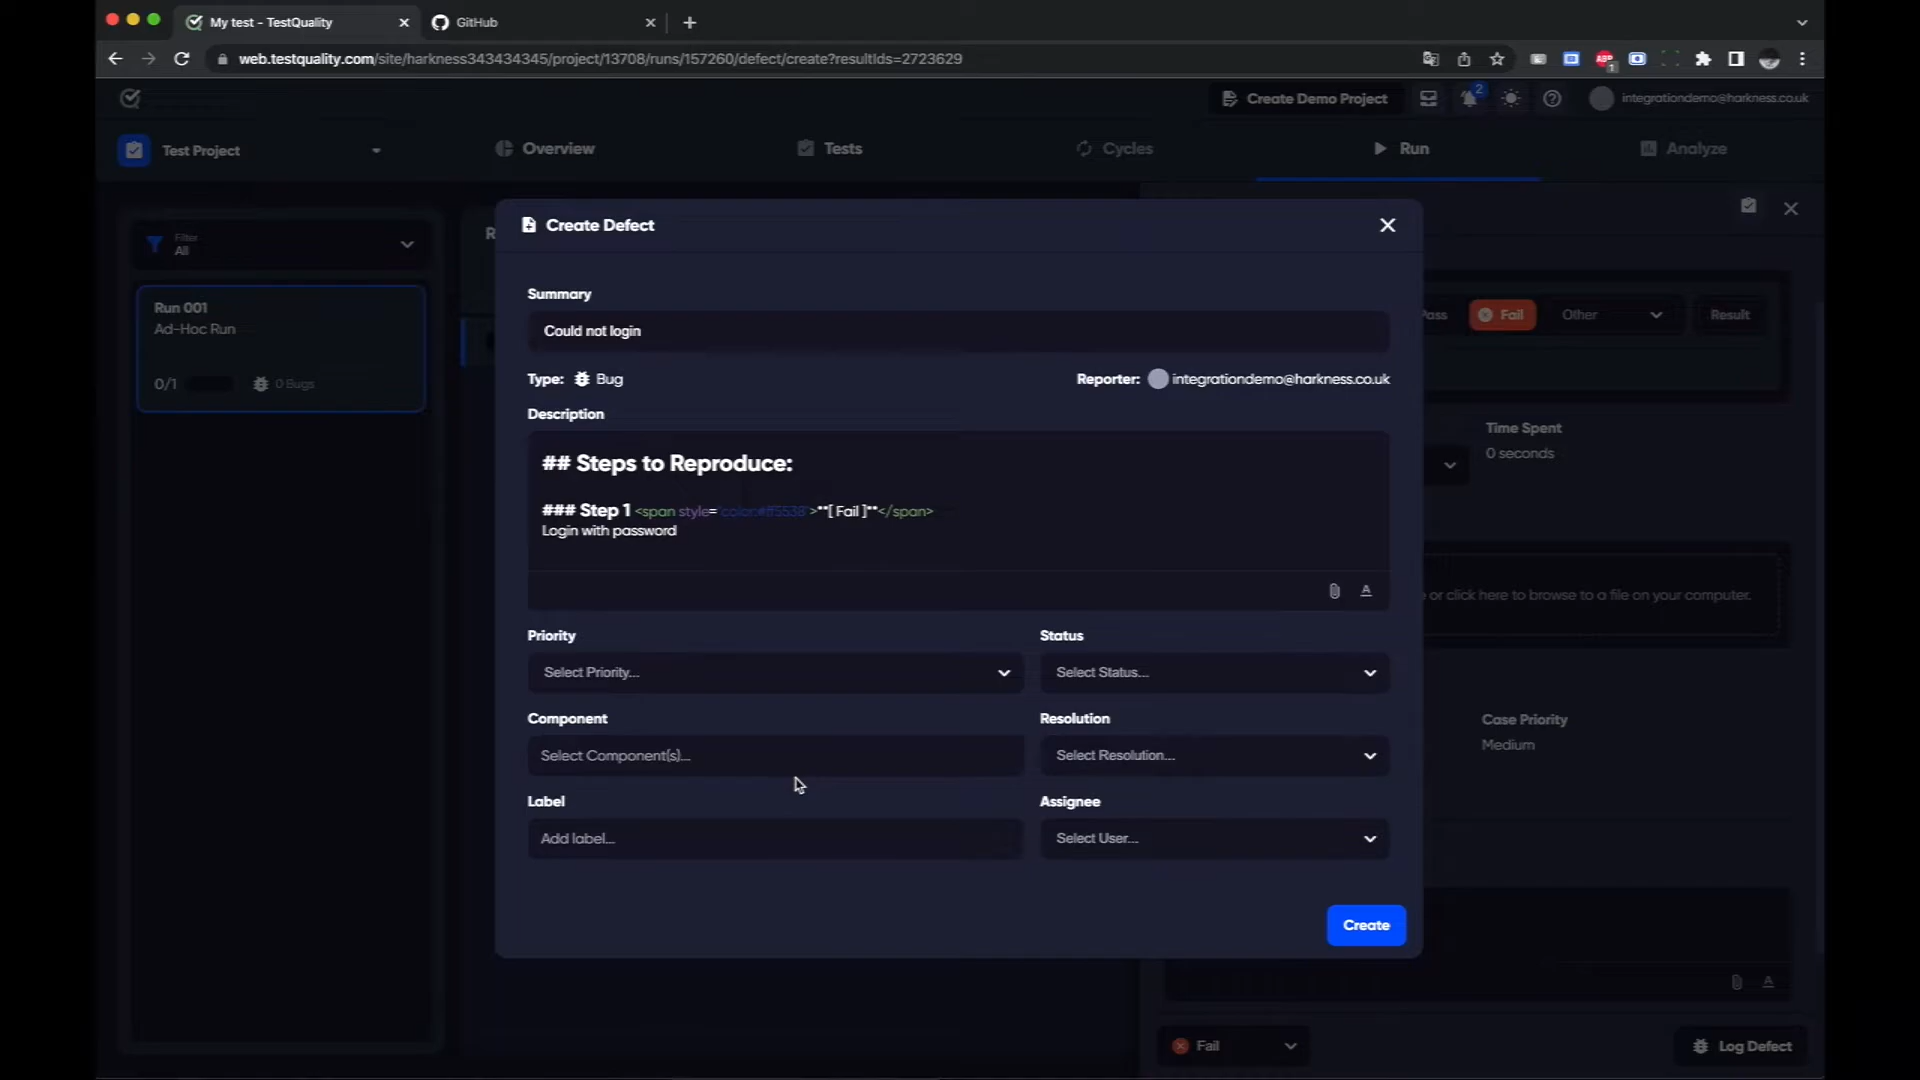 My test - TestQuality
GitHub
web.testquality.com/site/harkness343434345/project/13708/runs/157260/defect/create?resultIds=2723629
ABP
1
Create Demo Project
2
integrationdemo@harkness.co.uk
Test Project
Overview
Tests
Cycles
Run
Analyze
Filter
All
Run 001
Ad-Hoc Run
0/1
0 Bugs
R
Create Defect
Summary
Could not login
Type:
Bug
Reporter:
integrationdemo@harkness.co.uk
Description
## Steps to Reproduce:
### Step 1 <span style="color:#ff5538">**[ Fail ]**</span>
Login with password
Priority
Select Priority...
Status
Select Status...
Component
Select Component(s)...
Resolution
Select Resolution...
Label
Add label...
Assignee
Select User...
Create
Pass
Fail
Other
Result
Time Spent
0 seconds
or click here to browse to a file on your computer.
Case Priority
Medium
Fail
Log Defect